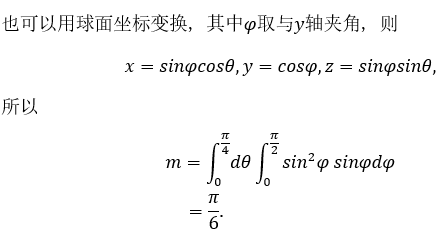 也可以用球面坐标变换，其中φ取与y轴夹角，则
x = sinφcosθ, y = cosφ, z = sinφsinθ,
所以
m = ∫_0^{π/4} dθ ∫_0^{π/2} sin²φ sinφdφ
= π/6.